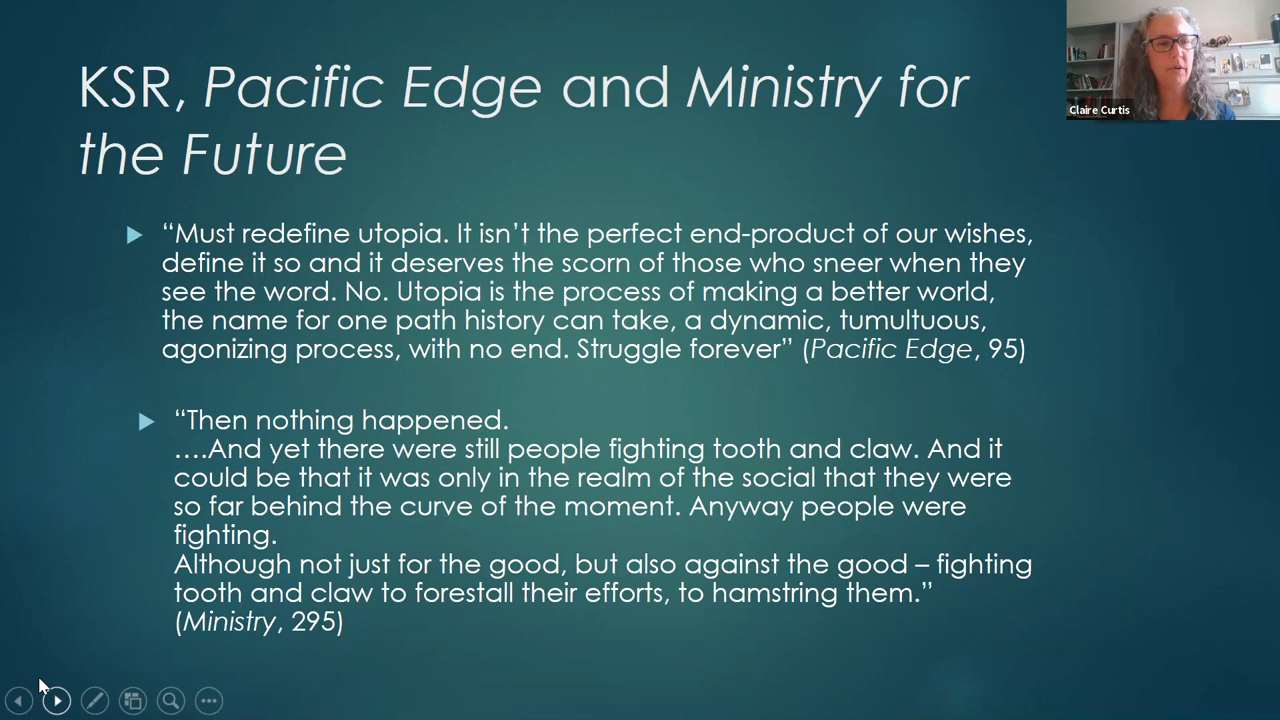 KSR, Pacific Edge and Ministry for
the Future
Claire Curtis
“Must redefine utopia. It isn’t the perfect end-product of our wishes,
define it so and it deserves the scorn of those who sneer when they
see the word. No. Utopia is the process of making a better world,
the name for one path history can take, a dynamic, tumultuous,
agonizing process, with no end. Struggle forever” (Pacific Edge, 95)
“Then nothing happened.
….And yet there were still people fighting tooth and claw. And it
could be that it was only in the realm of the social that they were
so far behind the curve of the moment. Anyway people were
fighting.
Although not just for the good, but also against the good – fighting
tooth and claw to forestall their efforts, to hamstring them.”
(Ministry, 295)